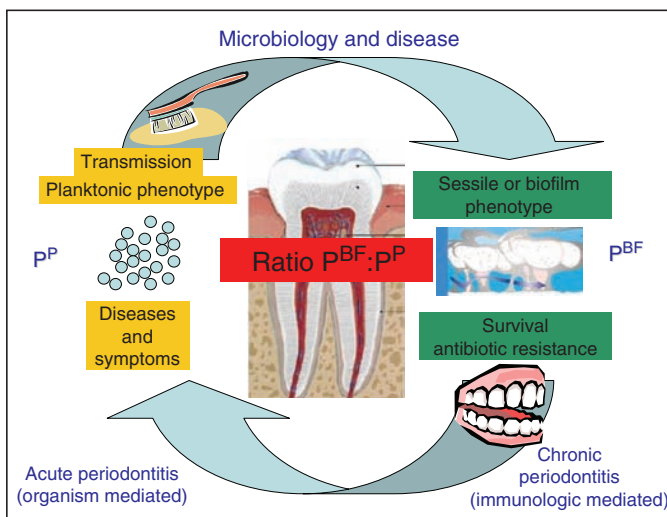 Microbiology and disease
Transmission
Planktonic phenotype
P^P
Diseases
and
symptoms
Ratio P^BF:P^P
Sessile or biofilm
phenotype
P^BF
Survival
antibiotic resistance
Acute periodontitis
(organism mediated)
Chronic
periodontitis
(immunologic mediated)